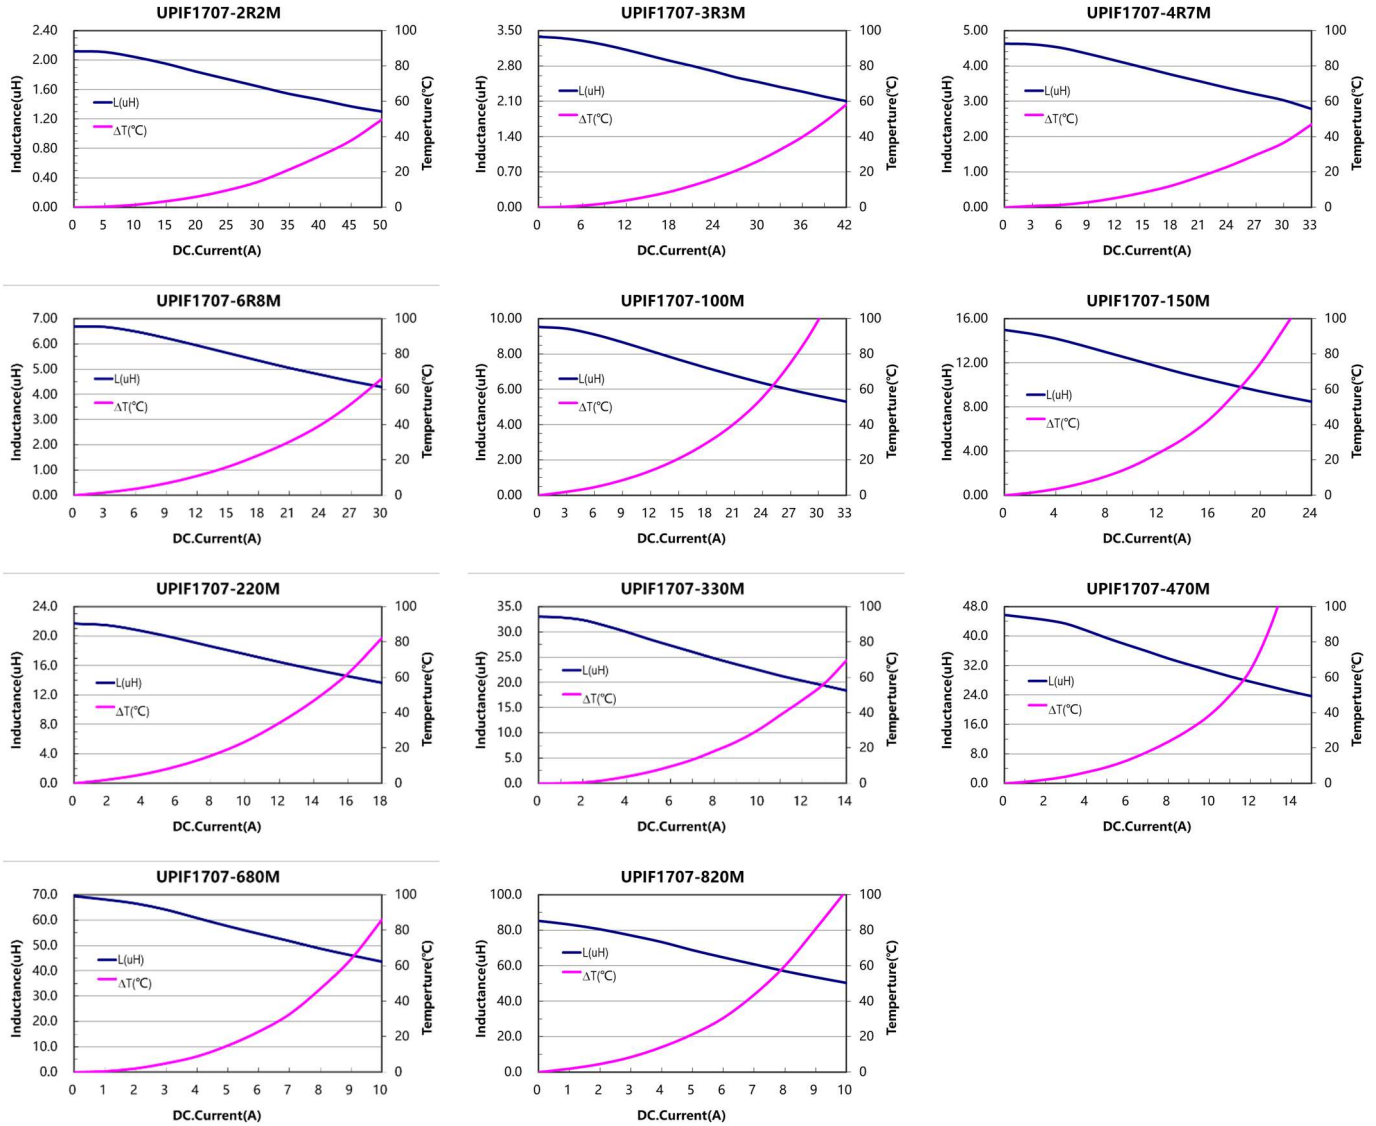 UPIF1707-2R2M
2.40
2.00
1.60
1.20
0.80
0.40
0.00
Inductance(uH)
L(uH)
ΔT(℃)
100
80
60
40
20
0
Temperture(℃)
0 5 10 15 20 25 30 35 40 45 50
DC.Current(A)
UPIF1707-3R3M
3.50
2.80
2.10
1.40
0.70
0.00
Inductance(uH)
L(uH)
ΔT(℃)
100
80
60
40
20
0
Temperture(℃)
0 6 12 18 24 30 36 42
DC.Current(A)
UPIF1707-4R7M
5.00
4.00
3.00
2.00
1.00
0.00
Inductance(uH)
L(uH)
ΔT(℃)
100
80
60
40
20
0
Temperture(℃)
0 3 6 9 12 15 18 21 24 27 30 33
DC.Current(A)
UPIF1707-6R8M
7.00
6.00
5.00
4.00
3.00
2.00
1.00
0.00
Inductance(uH)
L(uH)
ΔT(℃)
100
80
60
40
20
0
Temperture(℃)
0 3 6 9 12 15 18 21 24 27 30
DC.Current(A)
UPIF1707-100M
10.00
8.00
6.00
4.00
2.00
0.00
Inductance(uH)
L(uH)
ΔT(℃)
100
80
60
40
20
0
Temperture(℃)
0 3 6 9 12 15 18 21 24 27 30 33
DC.Current(A)
UPIF1707-150M
16.00
12.00
8.00
4.00
0.00
Inductance(uH)
L(uH)
ΔT(℃)
100
80
60
40
20
0
Temperture(℃)
0 4 8 12 16 20 24
DC.Current(A)
UPIF1707-220M
24.0
20.0
16.0
12.0
8.0
4.0
0.0
Inductance(uH)
L(uH)
ΔT(℃)
100
80
60
40
20
0
Temperture(℃)
0 2 4 6 8 10 12 14 16 18
DC.Current(A)
UPIF1707-330M
35.0
30.0
25.0
20.0
15.0
10.0
5.0
0.0
Inductance(uH)
L(uH)
ΔT(℃)
100
80
60
40
20
0
Temperture(℃)
0 2 4 6 8 10 12 14
DC.Current(A)
UPIF1707-470M
48.0
40.0
32.0
24.0
16.0
8.0
0.0
Inductance(uH)
L(uH)
ΔT(℃)
100
80
60
40
20
0
Temperture(℃)
0 2 4 6 8 10 12 14
DC.Current(A)
UPIF1707-680M
70.0
60.0
50.0
40.0
30.0
20.0
10.0
0.0
Inductance(uH)
L(uH)
ΔT(℃)
100
80
60
40
20
0
Temperture(℃)
0 1 2 3 4 5 6 7 8 9 10
DC.Current(A)
UPIF1707-820M
100.0
80.0
60.0
40.0
20.0
0.0
Inductance(uH)
L(uH)
ΔT(℃)
100
80
60
40
20
0
Temperture(℃)
0 1 2 3 4 5 6 7 8 9 10
DC.Current(A)